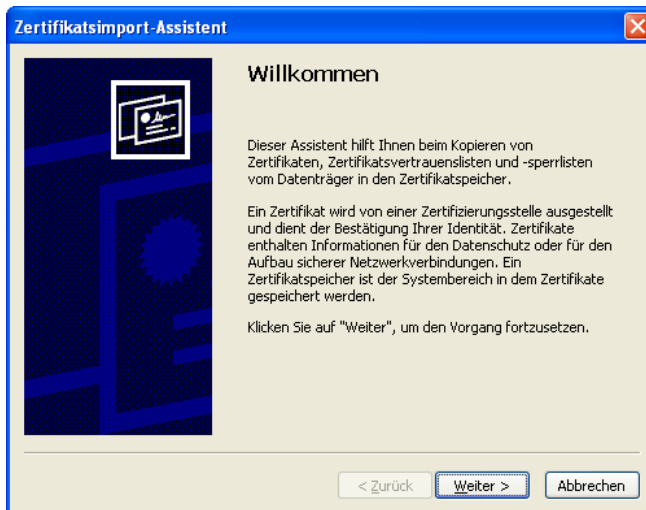 Zertifikatsimport-Assistent
Willkommen
Dieser Assistent hilft Ihnen beim Kopieren von
Zertifikaten, Zertifikatsvertrauenslisten und -sperrlisten
vom Datenträger in den Zertifikatspeicher.
Ein Zertifikat wird von einer Zertifizierungsstelle ausgestellt
und dient der Bestätigung Ihrer Identität. Zertifikate
enthalten Informationen für den Datenschutz oder für den
Aufbau sicherer Netzwerkverbindungen. Ein
Zertifikatspeicher ist der Systembereich in dem Zertifikate
gespeichert werden.
Klicken Sie auf "Weiter", um den Vorgang fortzusetzen.
< Zurück Weiter > Abbrechen